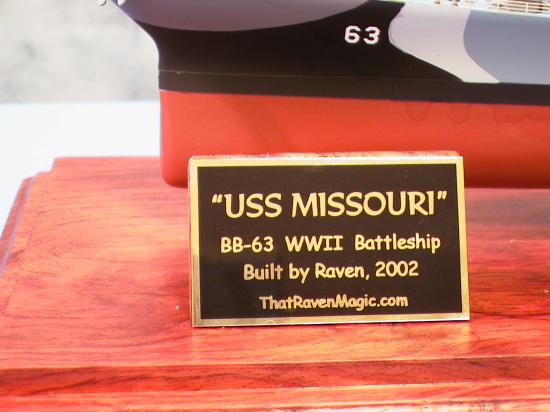 63
“USS MISSOURI”
BB-63 WWII Battleship
Built by Raven, 2002
ThatRavenMagic.com